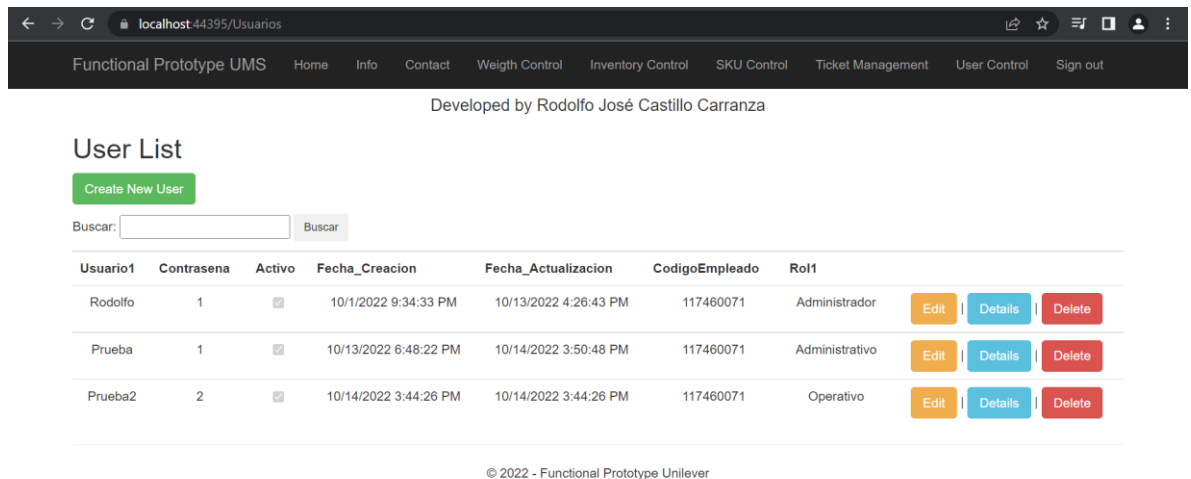 localhost:44395/Usuarios
Functional Prototype UMS Home Info Contact Weigth Control Inventory Control SKU Control Ticket Management User Control Sign out
Developed by Rodolfo José Castillo Carranza
User List
Create New User
Buscar: Buscar
Usuario1 Contrasena Activo Fecha_Creacion Fecha_Actualizacion CodigoEmpleado Rol1
Rodolfo 1 10/1/2022 9:34:33 PM 10/13/2022 4:26:43 PM 117460071 Administrador Edit | Details | Delete
Prueba 1 10/13/2022 6:48:22 PM 10/14/2022 3:50:48 PM 117460071 Administrativo Edit | Details | Delete
Prueba2 2 10/14/2022 3:44:26 PM 10/14/2022 3:44:26 PM 117460071 Operativo Edit | Details | Delete
© 2022 - Functional Prototype Unilever